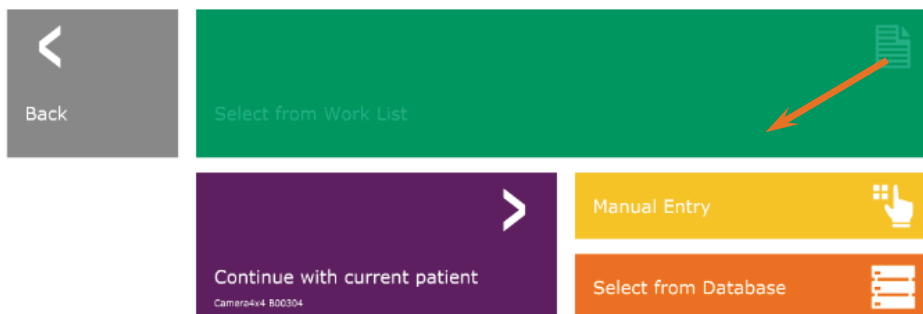 Back
Select from Work List
Manual Entry
Continue with current patient
Camera4x4 B00304
Select from Database